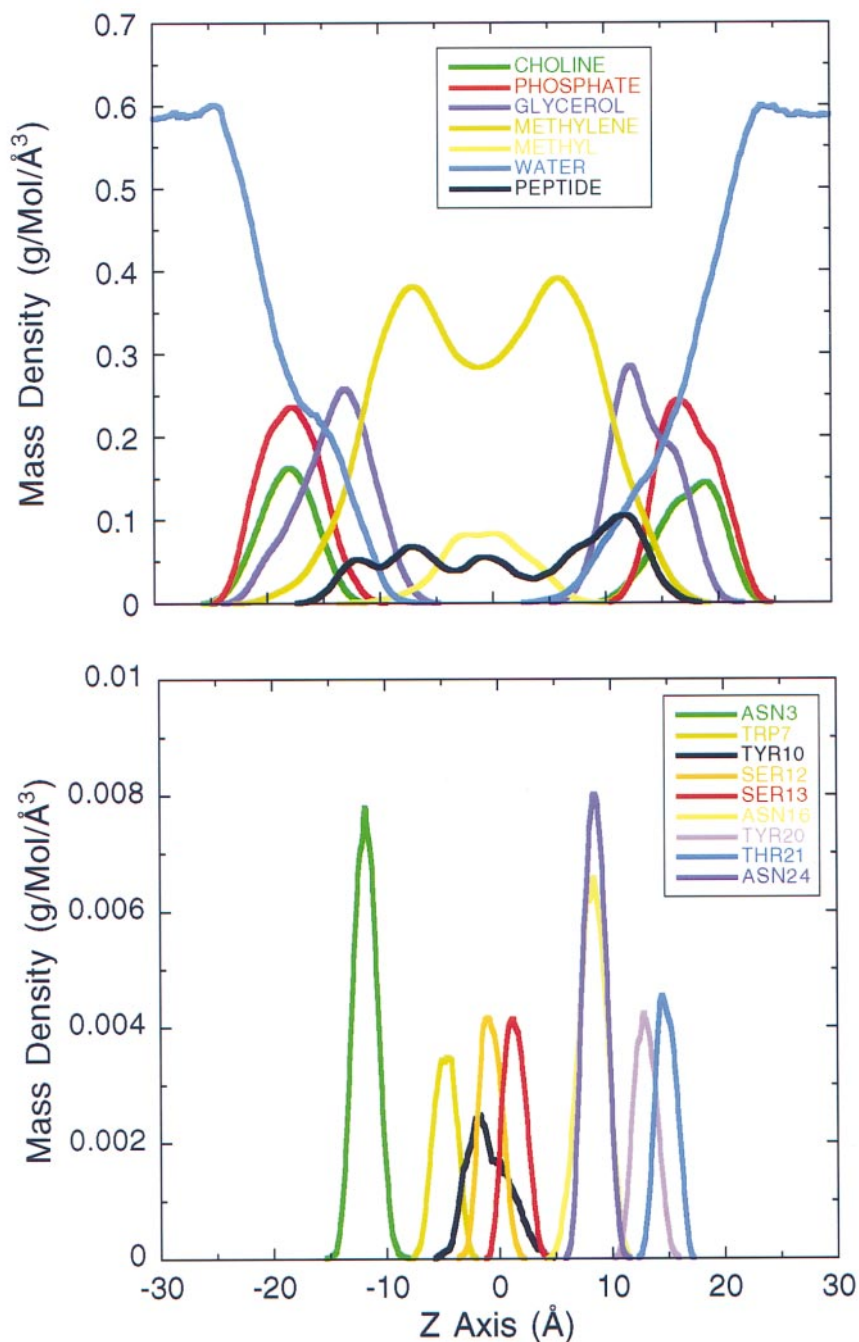 0.7
0.6
0.5
0.4
0.3
0.2
0.1
0
Mass Density (g/Mol/Å³)
CHOLINE
PHOSPHATE
GLYCEROL
METHYLENE
METHYL
WATER
PEPTIDE
0.01
0.008
0.006
0.004
0.002
0
Mass Density (g/Mol/Å³)
ASN3
TRP7
TYR10
SER12
SER13
ASN16
TYR20
THR21
ASN24
-30 -20 -10 0 10 20 30
Z Axis (Å)